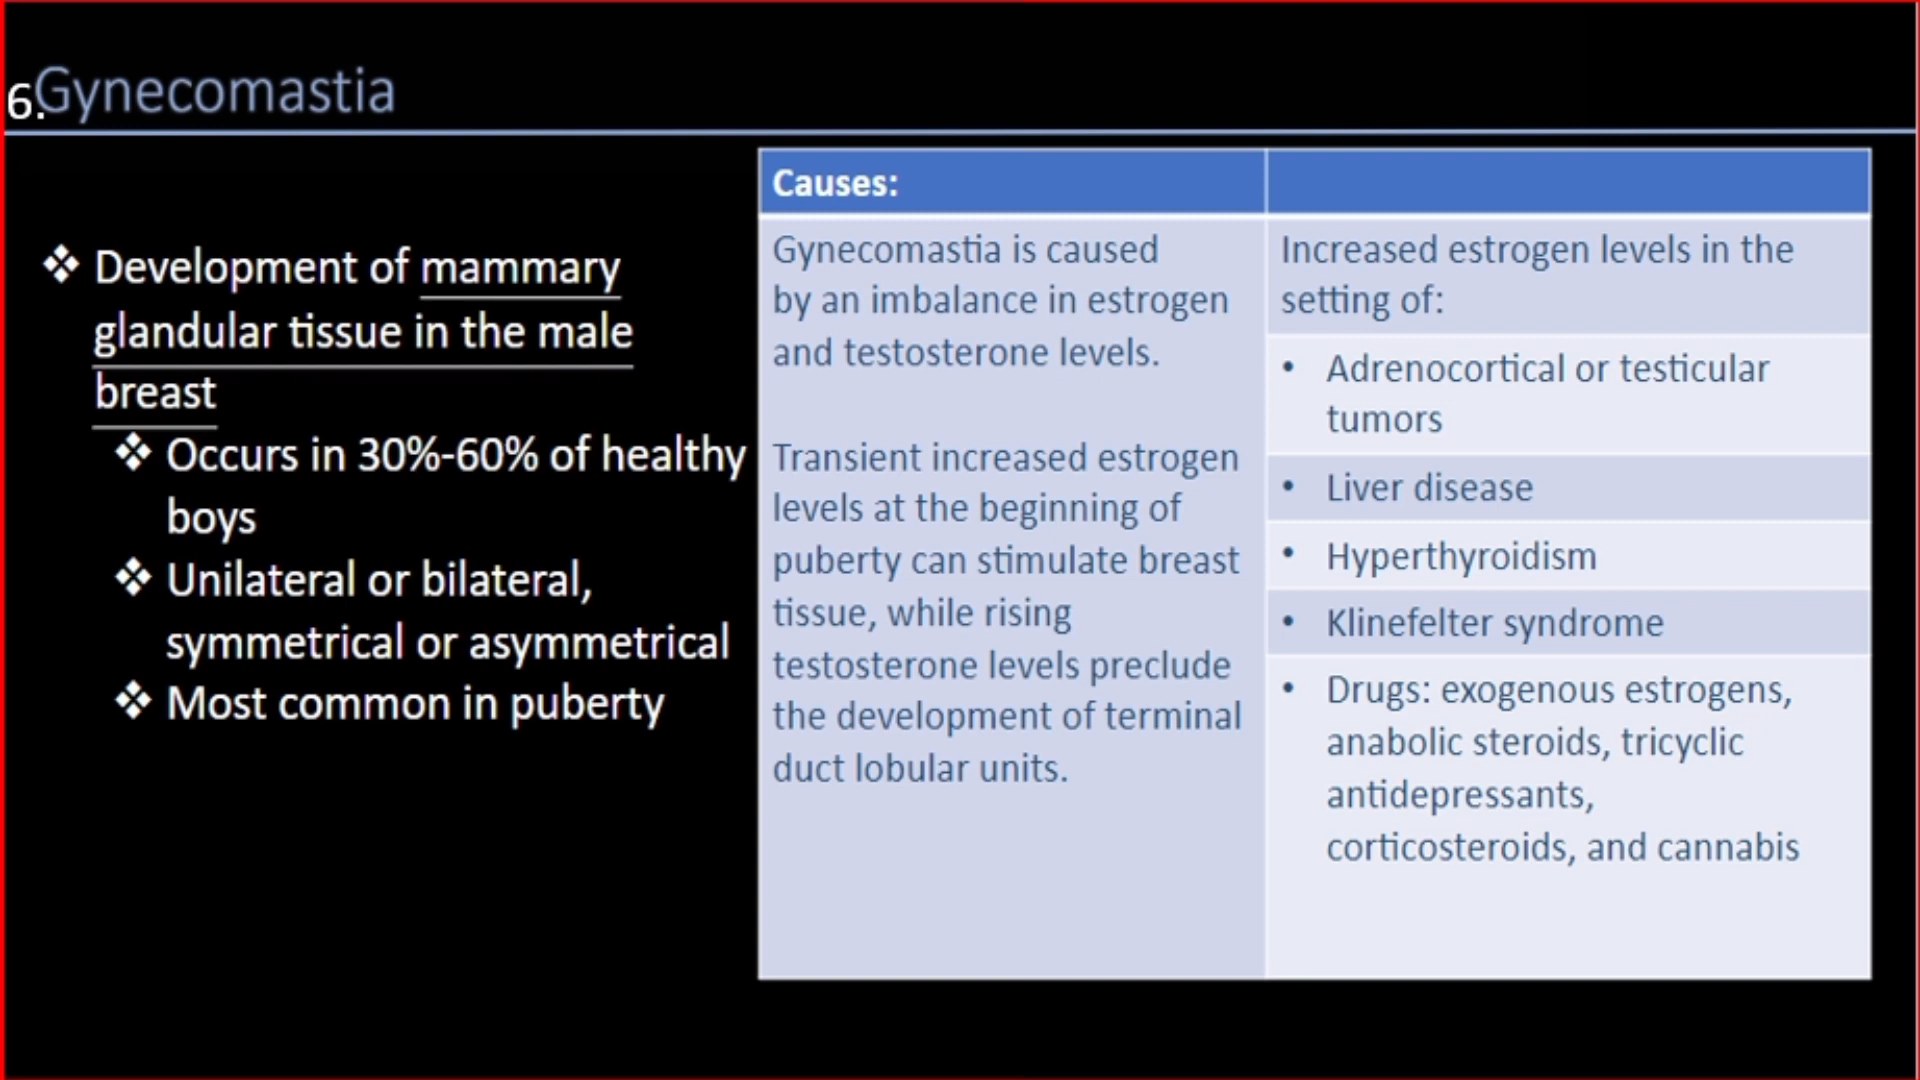 6.Gynecomastia
❖ Development of mammary
glandular tissue in the male
breast
❖ Occurs in 30%-60% of healthy
boys
❖ Unilateral or bilateral,
symmetrical or asymmetrical
❖ Most common in puberty
Causes:
Gynecomastia is caused
by an imbalance in estrogen
and testosterone levels.
Transient increased estrogen
levels at the beginning of
puberty can stimulate breast
tissue, while rising
testosterone levels preclude
the development of terminal
duct lobular units.
Increased estrogen levels in the
setting of:
• Adrenocortical or testicular
tumors
• Liver disease
• Hyperthyroidism
• Klinefelter syndrome
• Drugs: exogenous estrogens,
anabolic steroids, tricyclic
antidepressants,
corticosteroids, and cannabis